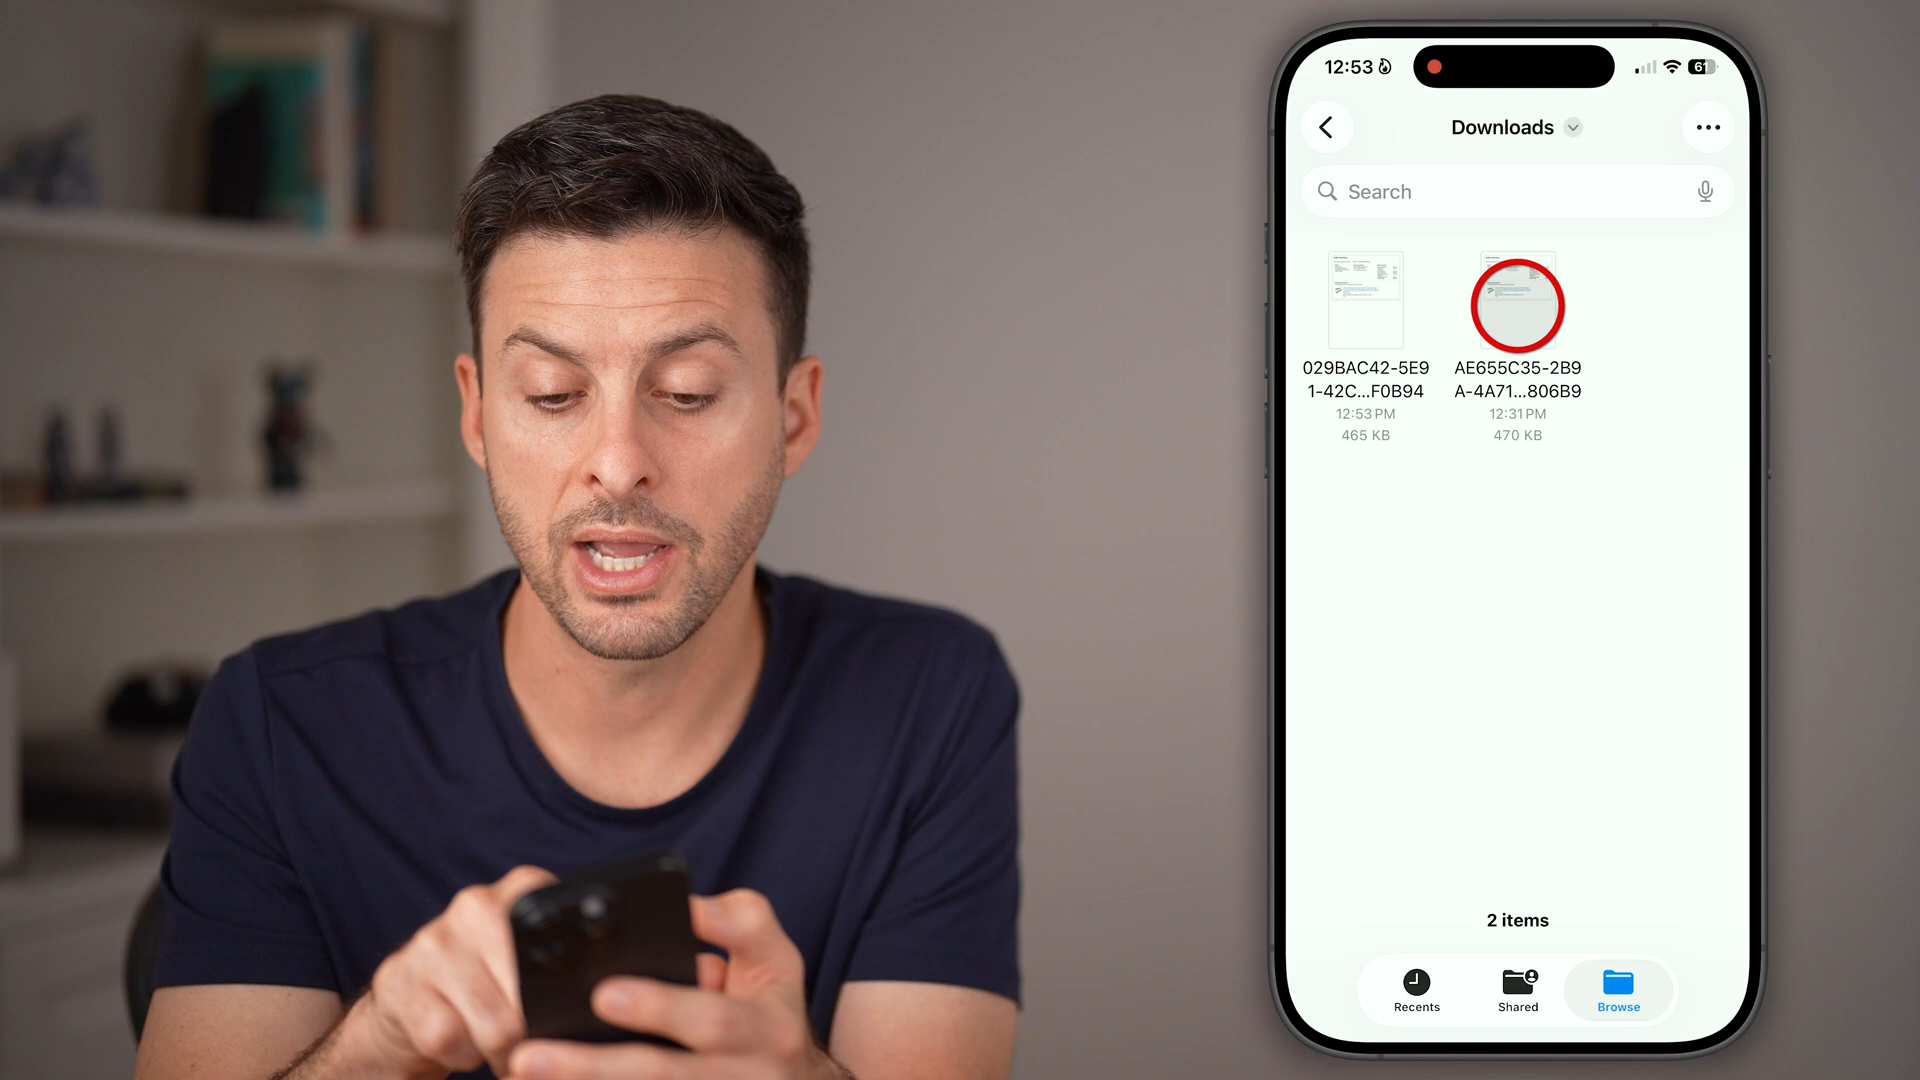 12:53
61
Downloads
Search
029BAC42-5E9
1-42C...F0B94
12:53 PM
465 KB
AE655C35-2B9
A-4A71...806B9
12:31 PM
470 KB
2 items
Recents
Shared
Browse